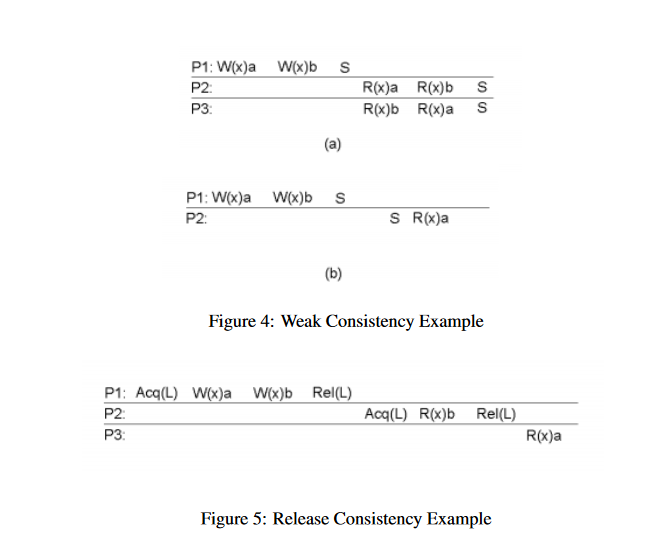 P1: W(x)a W(x)b S
P2: R(x)a R(x)b S
P3: R(x)b R(x)a S
(a)
P1: W(x)a W(x)b S
P2: S R(x)a
(b)
Figure 4: Weak Consistency Example
P1: Acq(L) W(x)a W(x)b Rel(L)
P2: Acq(L) R(x)b Rel(L)
P3: R(x)a
Figure 5: Release Consistency Example